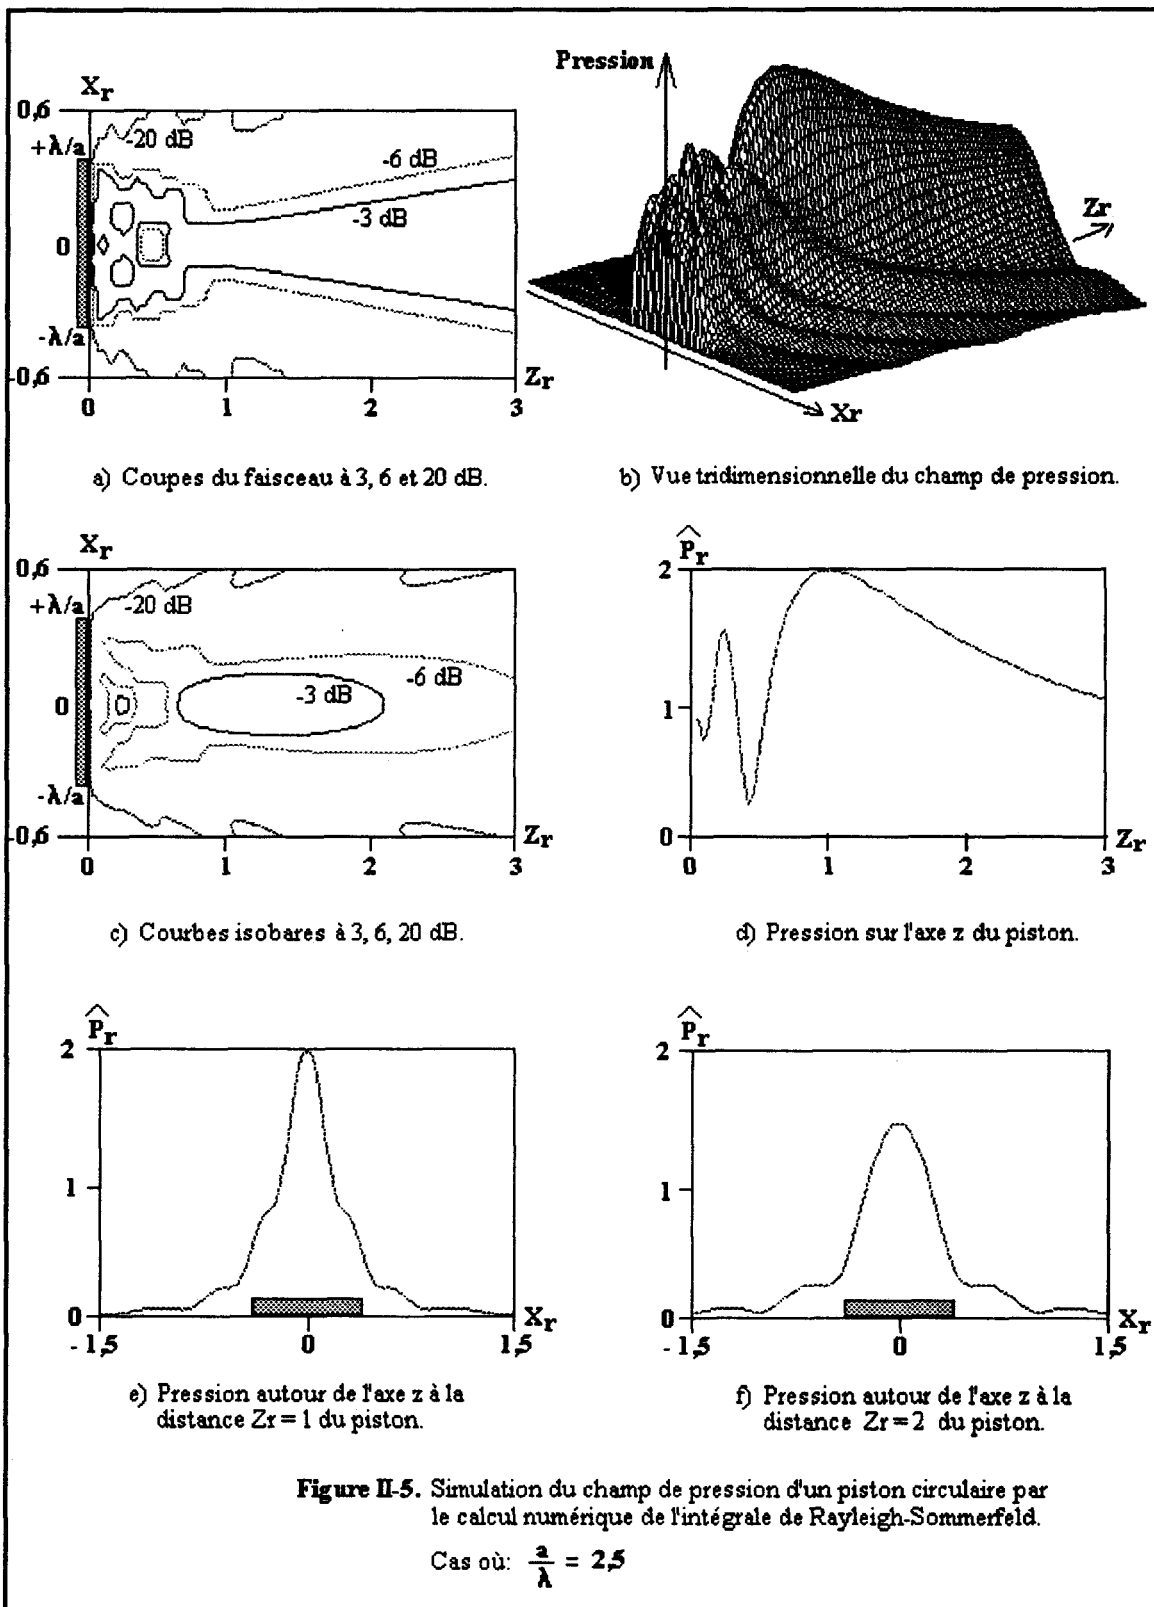 Xr
0,6
+λ/a
-20 dB
-6 dB
-3 dB
0
-λ/a
-0,6
Zr
0
1
2
3
a) Coupes du faisceau à 3, 6 et 20 dB.
Pression
Zr
Xr
b) Vue tridimensionnelle du champ de pression.
Xr
0,6
+λ/a
-20 dB
-6 dB
-3 dB
0
-λ/a
-0,6
Zr
0
1
2
3
c) Courbes isobares à 3, 6, 20 dB.
P̂r
2
1
0
Zr
0
1
2
3
d) Pression sur l'axe z du piston.
P̂r
2
1
0
Xr
-1,5
0
1,5
e) Pression autour de l'axe z à la
distance Zr = 1 du piston.
P̂r
2
1
0
Xr
-1,5
0
1,5
f) Pression autour de l'axe z à la
distance Zr = 2 du piston.
Figure II-5. Simulation du champ de pression d'un piston circulaire par
le calcul numérique de l'intégrale de Rayleigh-Sommerfeld.
Cas où: a/λ = 2,5